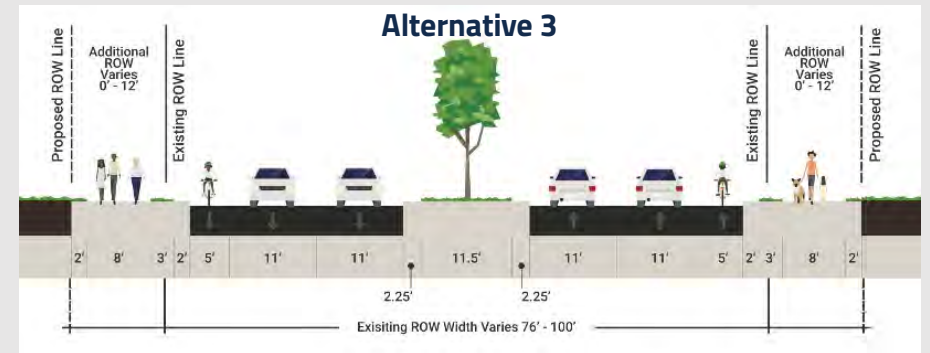 Alternative 3
Proposed ROW Line
Additional
ROW
Varies
0' - 12'
Existing ROW Line
Existing ROW Line
Additional
ROW
Varies
0' - 12'
Proposed ROW Line
2' 8' 3' 2' 5' 11' 11' 11.5' 11' 11' 5' 2' 3' 8' 2'
2.25' 2.25'
Exisiting ROW Width Varies 76' - 100'